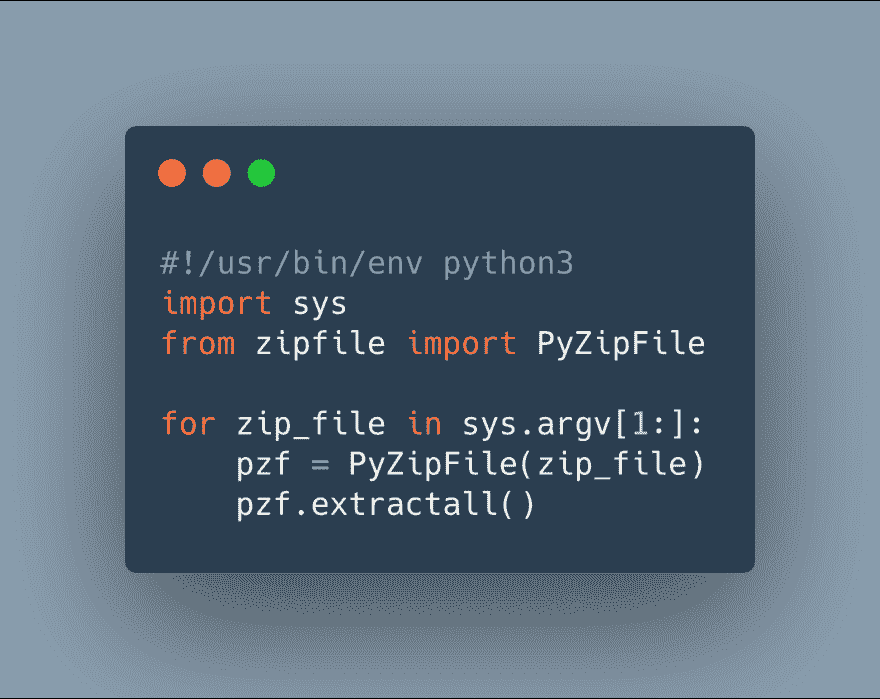 #!/usr/bin/env python3
import sys
from zipfile import PyZipFile
for zip_file in sys.argv[1:]:
    pzf = PyZipFile(zip_file)
    pzf.extractall()